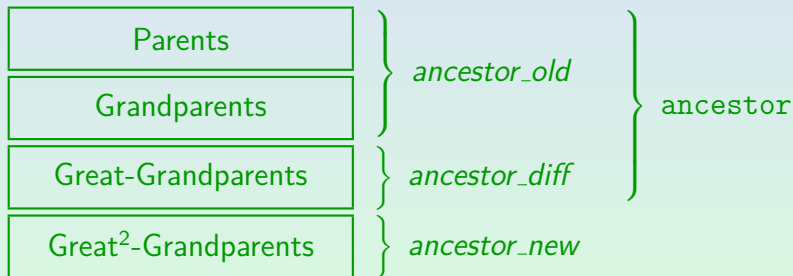 Parents
ancestor_old
Grandparents
ancestor
Great-Grandparents
ancestor_diff
Great²-Grandparents
ancestor_new